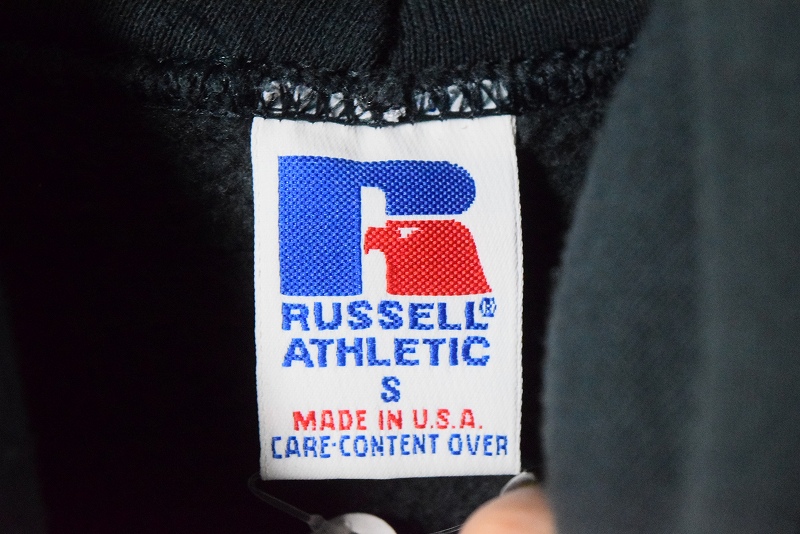 RUSSELL®
ATHLETIC
S
MADE IN U.S.A.
CARE·CONTENT OVER